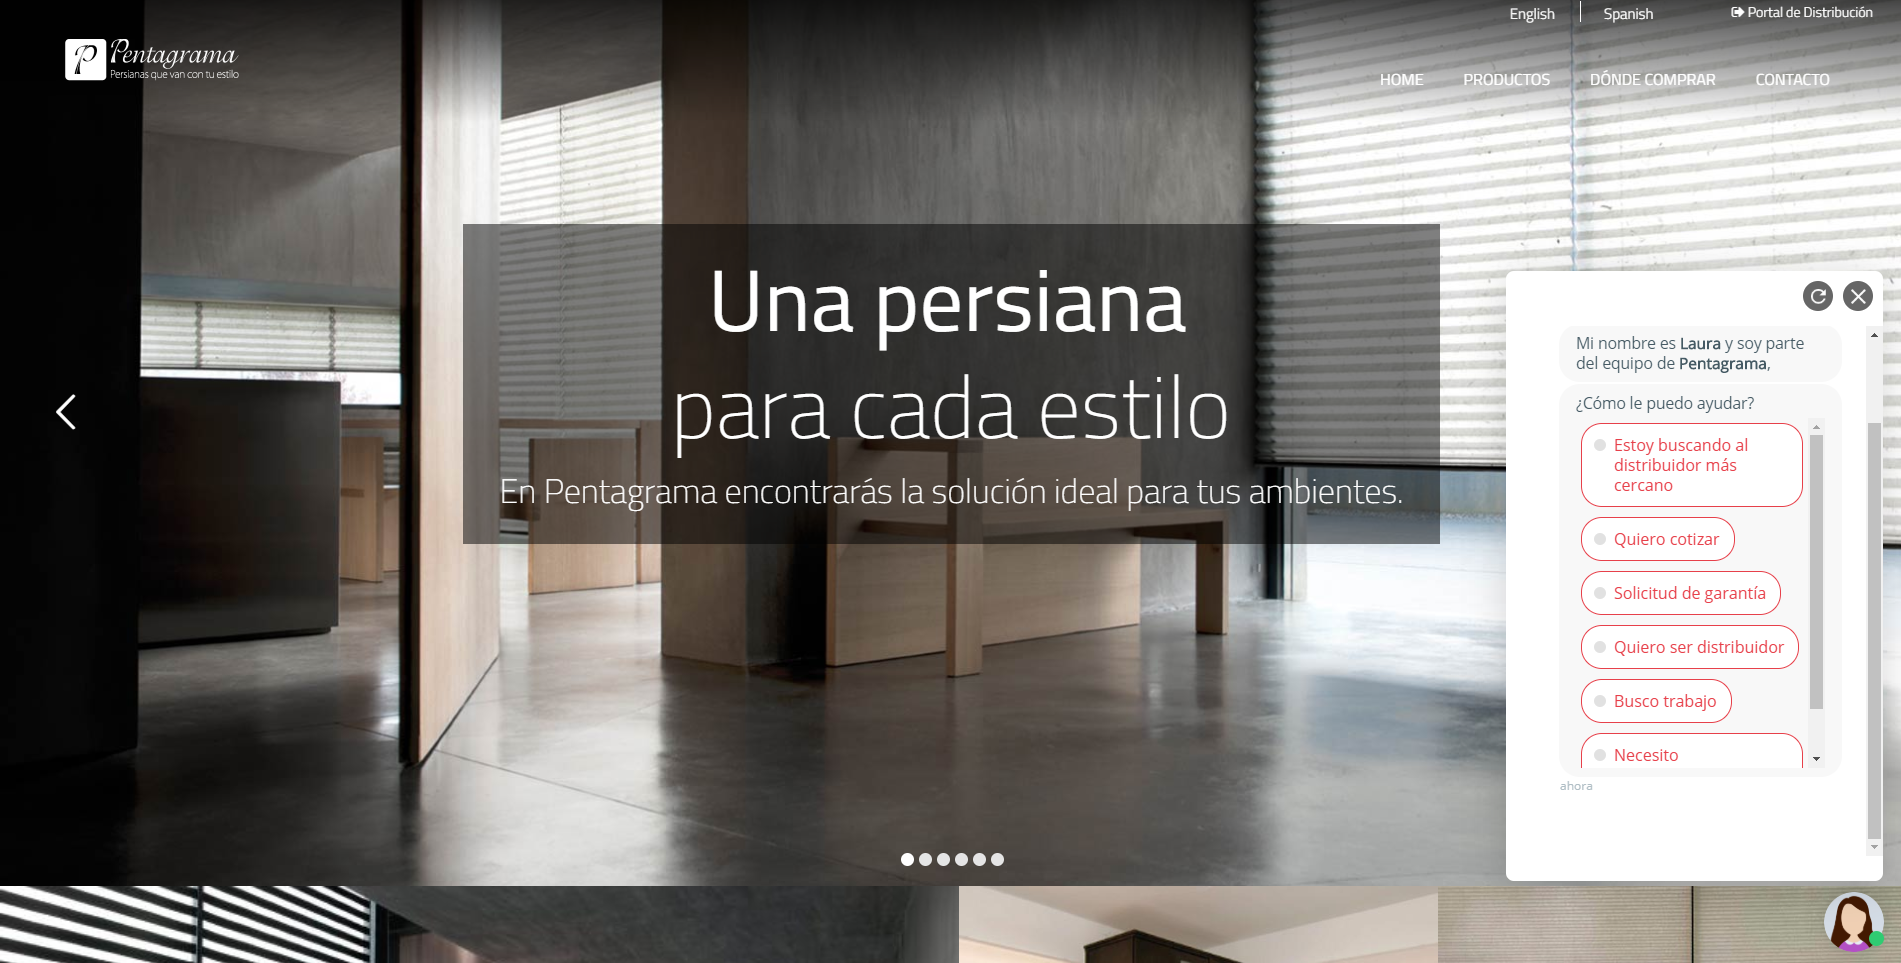 English
Spanish
Portal de Distribución
Pentagrama
Persianas que van con tu estilo
HOME
PRODUCTOS
DÓNDE COMPRAR
CONTACTO
Una persiana
para cada estilo
En Pentagrama encontrarás la solución ideal para tus ambientes.
Mi nombre es Laura y soy parte
del equipo de Pentagrama,
¿Cómo le puedo ayudar?
Estoy buscando al
distribuidor más
cercano
Quiero cotizar
Solicitud de garantía
Quiero ser distribuidor
Busco trabajo
Necesito
ahora